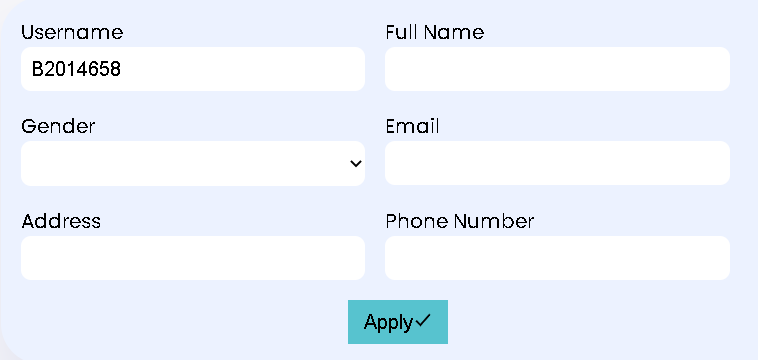 Username
Full Name
B2014658
Gender
Email
Address
Phone Number
Apply✓